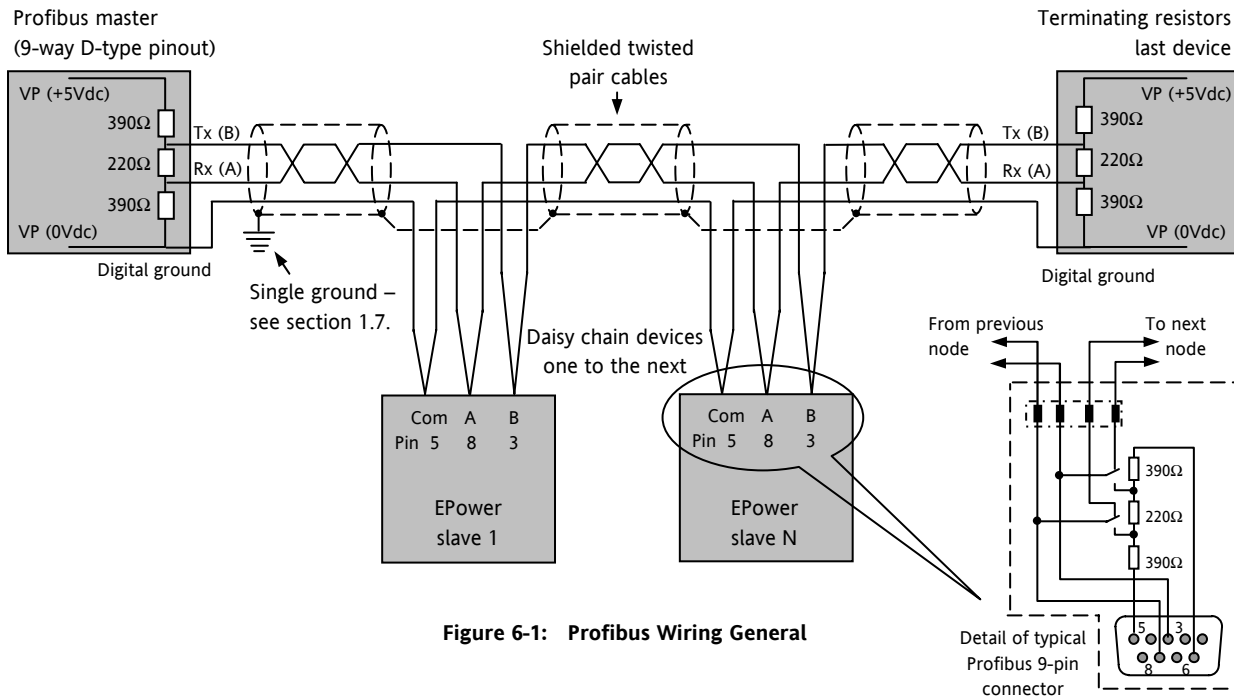 Profibus master
(9-way D-type pinout)
Terminating resistors
last device
Shielded twisted
pair cables
VP (+5Vdc)
390Ω
220Ω
390Ω
VP (0Vdc)
Tx (B)
Rx (A)
Digital ground
VP (+5Vdc)
390Ω
220Ω
390Ω
VP (0Vdc)
Tx (B)
Rx (A)
Digital ground
Single ground –
see section 1.7.
Daisy chain devices
one to the next
From previous
node
To next
node
Com A B
Pin 5 8 3
EPower
slave 1
Com A B
Pin 5 8 3
EPower
slave N
390Ω
220Ω
390Ω
5 3
8 6
Detail of typical
Profibus 9-pin
connector
Figure 6-1: Profibus Wiring General